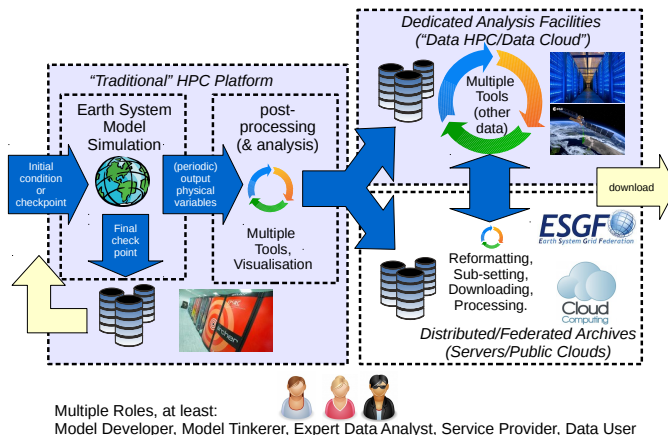 Dedicated Analysis Facilities
(“Data HPC/Data Cloud”)
“Traditional” HPC Platform
Earth System
Model
Simulation
post-
processing
(& analysis)
Multiple
Tools
(other
data)
Initial
condition
or
checkpoint
(periodic)
output
physical
variables
download
Final
check
point
Multiple
Tools,
Visualisation
Reformatting,
Sub-setting,
Downloading,
Processing.
ESGF
Earth System Grid Federation
Cloud
Computing
archer
Distributed/Federated Archives
(Servers/Public Clouds)
Multiple Roles, at least:
Model Developer, Model Tinkerer, Expert Data Analyst, Service Provider, Data User